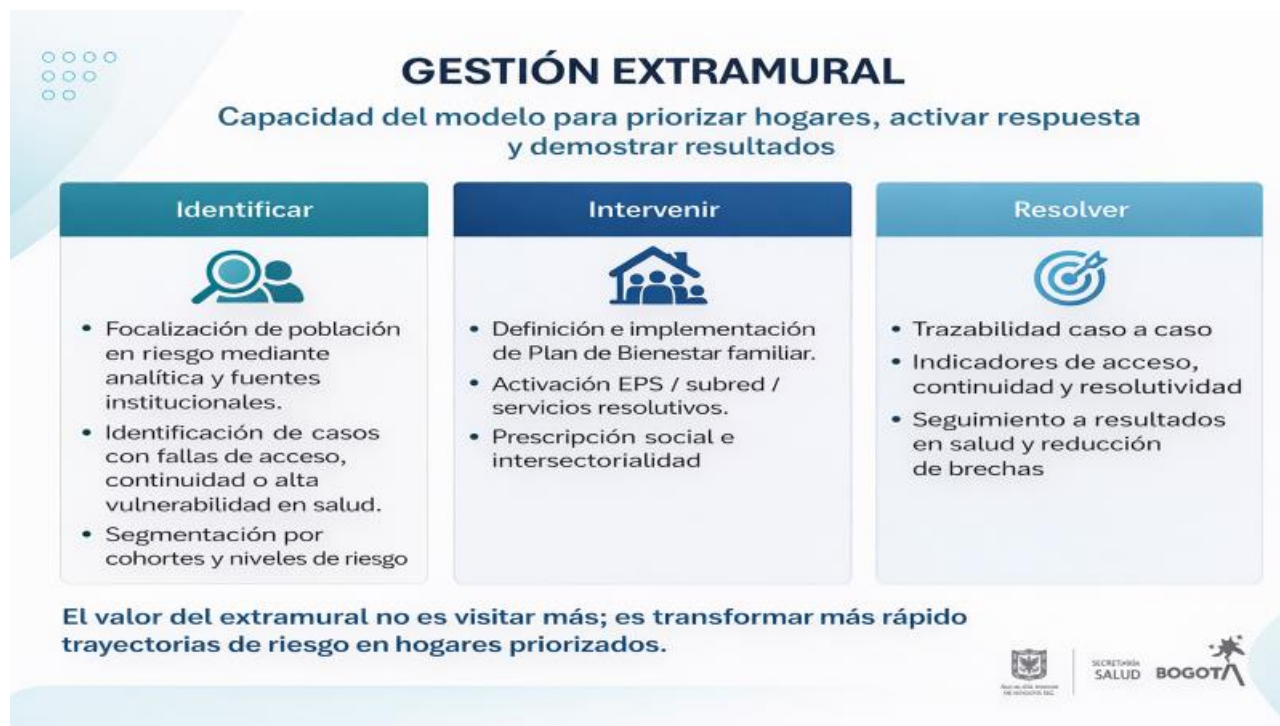 GESTIÓN EXTRAMURAL
Capacidad del modelo para priorizar hogares, activar respuesta
y demostrar resultados
Identificar
• Focalización de población
en riesgo mediante
analítica y fuentes
institucionales.
• Identificación de casos
con fallas de acceso,
continuidad o alta
vulnerabilidad en salud.
• Segmentación por
cohortes y niveles de riesgo
Intervenir
• Definición e implementación
de Plan de Bienestar familiar.
• Activación EPS / subred /
servicios resolutivos.
• Prescripción social e
intersectorialidad
Resolver
• Trazabilidad caso a caso
• Indicadores de acceso,
continuidad y resolutividad
• Seguimiento a resultados
en salud y reducción
de brechas
El valor del extramural no es visitar más; es transformar más rápido
trayectorias de riesgo en hogares priorizados.
SALUD
BOGOTÁ